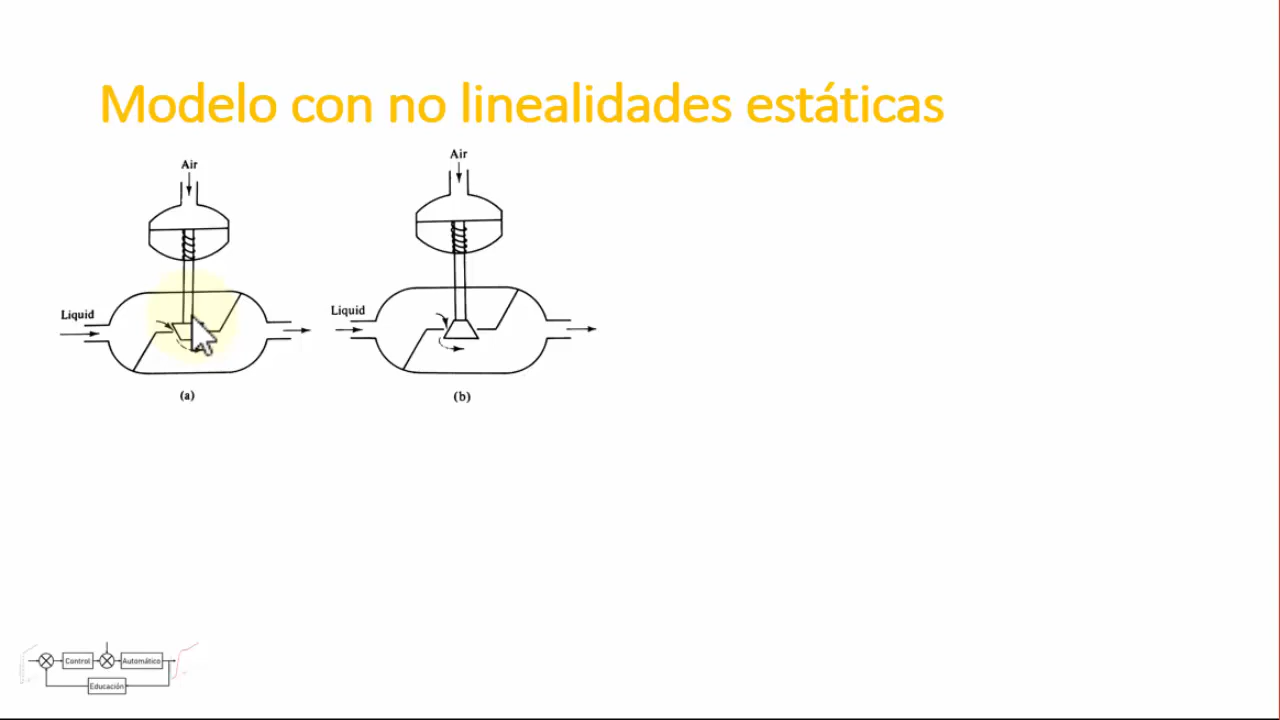 Modelo con no linealidades estáticas
Air
Air
Liquid
Liquid
(a)
(b)
Control
Automático
Educación